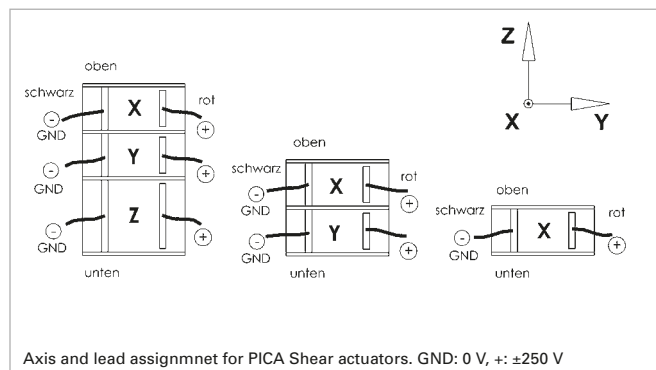 oben
schwarz X rot
- GND +
Y
- GND +
Z
- GND +
unten
oben
schwarz X rot
- GND +
Y
- GND +
unten
oben
schwarz X rot
- GND +
unten
Z
X Y
Axis and lead assignmnet for PICA Shear actuators. GND: 0 V, +: ±250 V